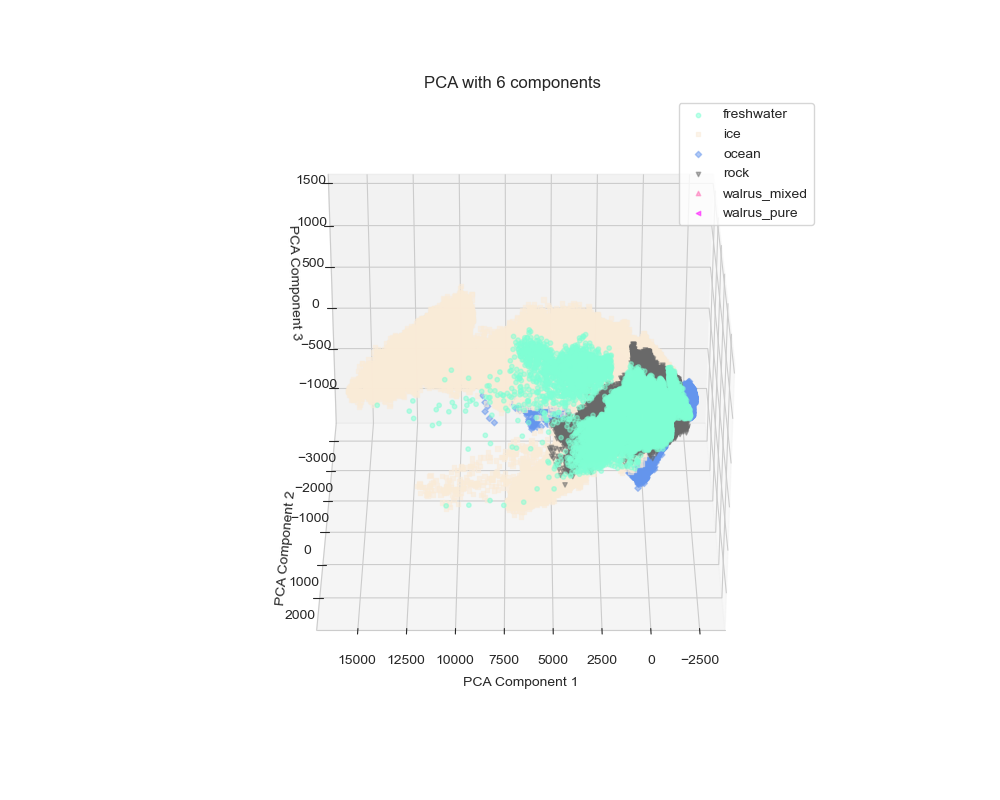 PCA with 6 components
freshwater
ice
ocean
rock
walrus_mixed
walrus_pure
1500
1000
500
0
−500
−1000
PCA Component 3
−3000
−2000
−1000
0
1000
2000
PCA Component 2
15000 12500 10000 7500 5000 2500 0 −2500
PCA Component 1